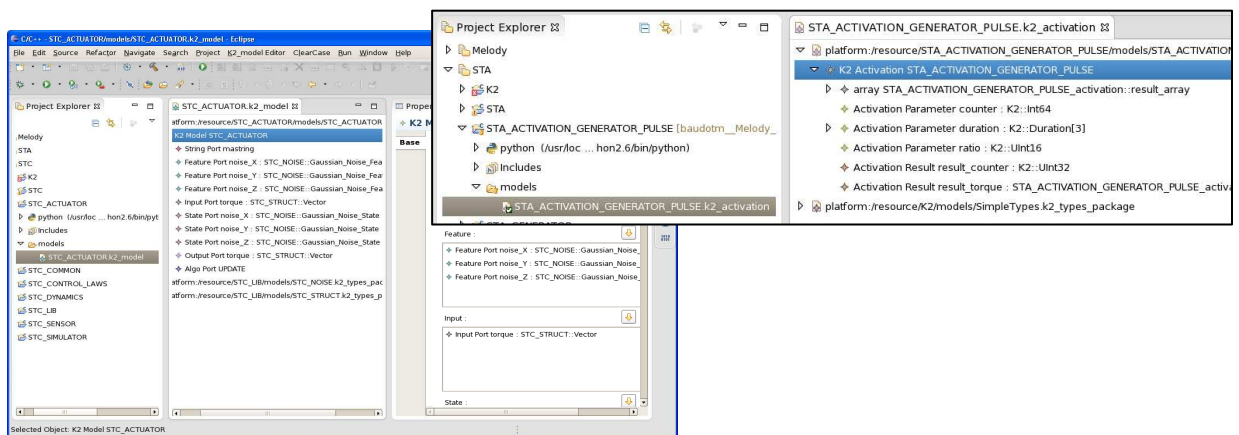 C/C++ - STC_ACTUATOR/models/STC_ACTUATOR.k2_model - Eclipse
File Edit Source Refactor Navigate Search Project K2_model Editor ClearCase Run Window Help
Project Explorer
Melody
STA
STC
K2
STC
STC_ACTUATOR
python (/usr/loc ... hon2.6/bin/pyt
Includes
models
STC_ACTUATOR.k2_model
STC_COMMON
STC_CONTROL_LAWS
STC_DYNAMICS
STC_LIB
STC_SENSOR
STC_SIMULATOR
STC_ACTUATOR.k2_model
atform:/resource/STC_ACTUATOR/models/STC_ACTUATOR
K2 Model STC_ACTUATOR
String Port mastring
Feature Port noise_X : STC_NOISE::Gaussian_Noise_Fea
Feature Port noise_Y : STC_NOISE::Gaussian_Noise_Feat
Feature Port noise_Z : STC_NOISE::Gaussian_Noise_Fea
Input Port torque : STC_STRUCT::Vector
State Port noise_X : STC_NOISE::Gaussian_Noise_State
State Port noise_Y : STC_NOISE::Gaussian_Noise_State
State Port noise_Z : STC_NOISE::Gaussian_Noise_State
Output Port torque : STC_STRUCT::Vector
Algo Port UPDATE
atform:/resource/STC_LIB/models/STC_NOISE.k2_types_pac
atform:/resource/STC_LIB/models/STC_STRUCT.k2_types_p
Proper
K2 M
Base
Feature :
Feature Port noise_X : STC_NOISE::Gaussian_Noise_
Feature Port noise_Y : STC_NOISE::Gaussian_Noise_
Feature Port noise_Z : STC_NOISE::Gaussian_Noise_
Input :
Input Port torque : STC_STRUCT::Vector
State :
Selected Object: K2 Model STC_ACTUATOR
Project Explorer
Melody
STA
K2
STA
STA_ACTIVATION_GENERATOR_PULSE [baudotm__Melody_
python (/usr/loc ... hon2.6/bin/python)
Includes
models
STA_ACTIVATION_GENERATOR_PULSE.k2_activation
STA_GENERATOR
STA_ACTIVATION_GENERATOR_PULSE.k2_activation
platform:/resource/STA_ACTIVATION_GENERATOR_PULSE/models/STA_ACTIVATION
K2 Activation STA_ACTIVATION_GENERATOR_PULSE
array STA_ACTIVATION_GENERATOR_PULSE_activation::result_array
Activation Parameter counter : K2::Int64
Activation Parameter duration : K2::Duration[3]
Activation Parameter ratio : K2::UInt16
Activation Result result_counter : K2::UInt32
Activation Result result_torque : STA_ACTIVATION_GENERATOR_PULSE_activa
platform:/resource/K2/models/SimpleTypes.k2_types_package